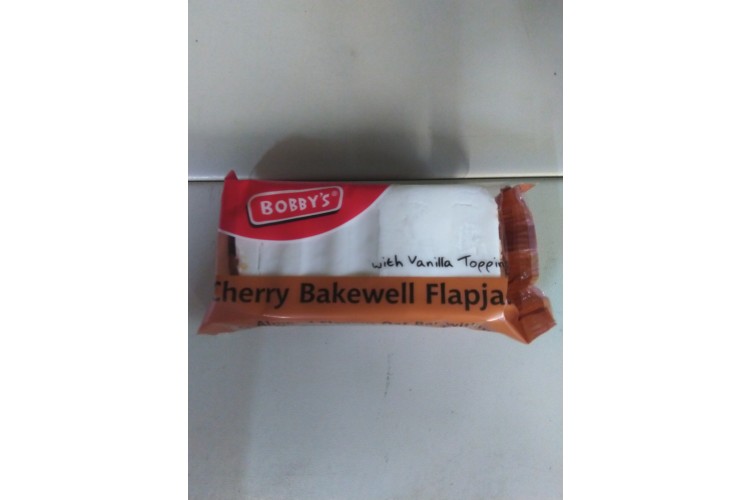 BOBBY'S®
with Vanilla Toppin
Cherry Bakewell Flapja